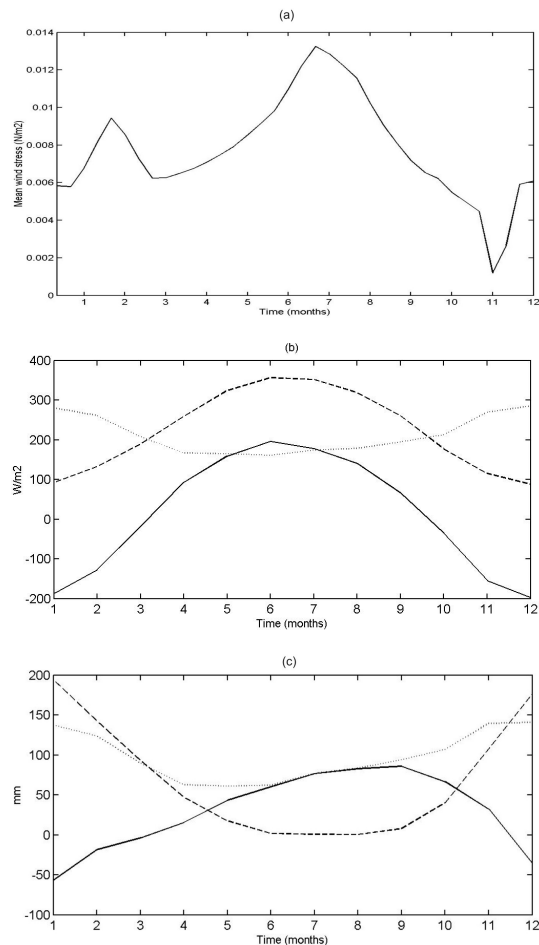 (a)
0.014
0.012
0.01
0.008
0.006
0.004
0.002
0
Mean wind stress (N/m2)
1 2 3 4 5 6 7 8 9 10 11 12
Time (months)
(b)
400
300
200
100
0
-100
-200
W/m2
1 2 3 4 5 6 7 8 9 10 11 12
Time (months)
(c)
200
150
100
50
0
-50
-100
mm
1 2 3 4 5 6 7 8 9 10 11 12
Time (months)